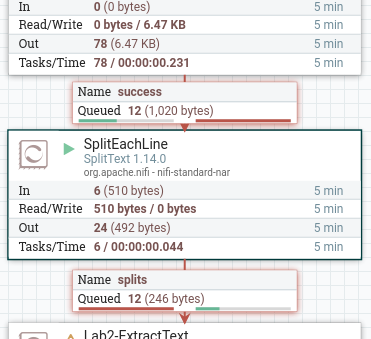 In 0 (0 bytes) 5 min
Read/Write 0 bytes / 6.47 KB 5 min
Out 78 (6.47 KB) 5 min
Tasks/Time 78 / 00:00:00.231 5 min
Name success
Queued 12 (1,020 bytes)
SplitEachLine
SplitText 1.14.0
org.apache.nifi - nifi-standard-nar
In 6 (510 bytes) 5 min
Read/Write 510 bytes / 0 bytes 5 min
Out 24 (492 bytes) 5 min
Tasks/Time 6 / 00:00:00.044 5 min
Name splits
Queued 12 (246 bytes)
Lab2-ExtractText